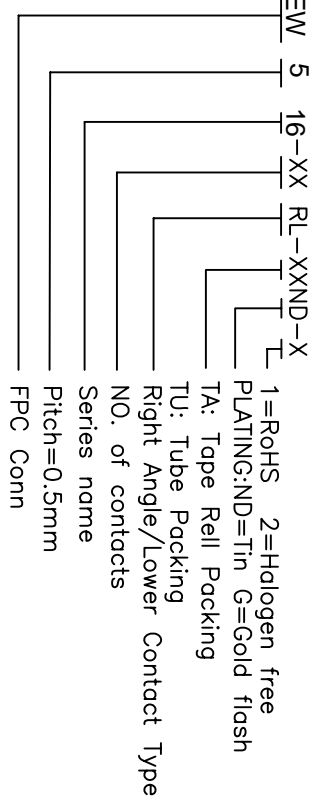 EW 5 16-XX RL-XXND-X
1=RoHS 2=Halogen free
PLATING:ND=Tin G=Gold flash
TA: Tape Rell Packing
TU: Tube Packing
Right Angle/Lower Contact Type
NO. of contacts
Series name
Pitch=0.5mm
FPC Conn